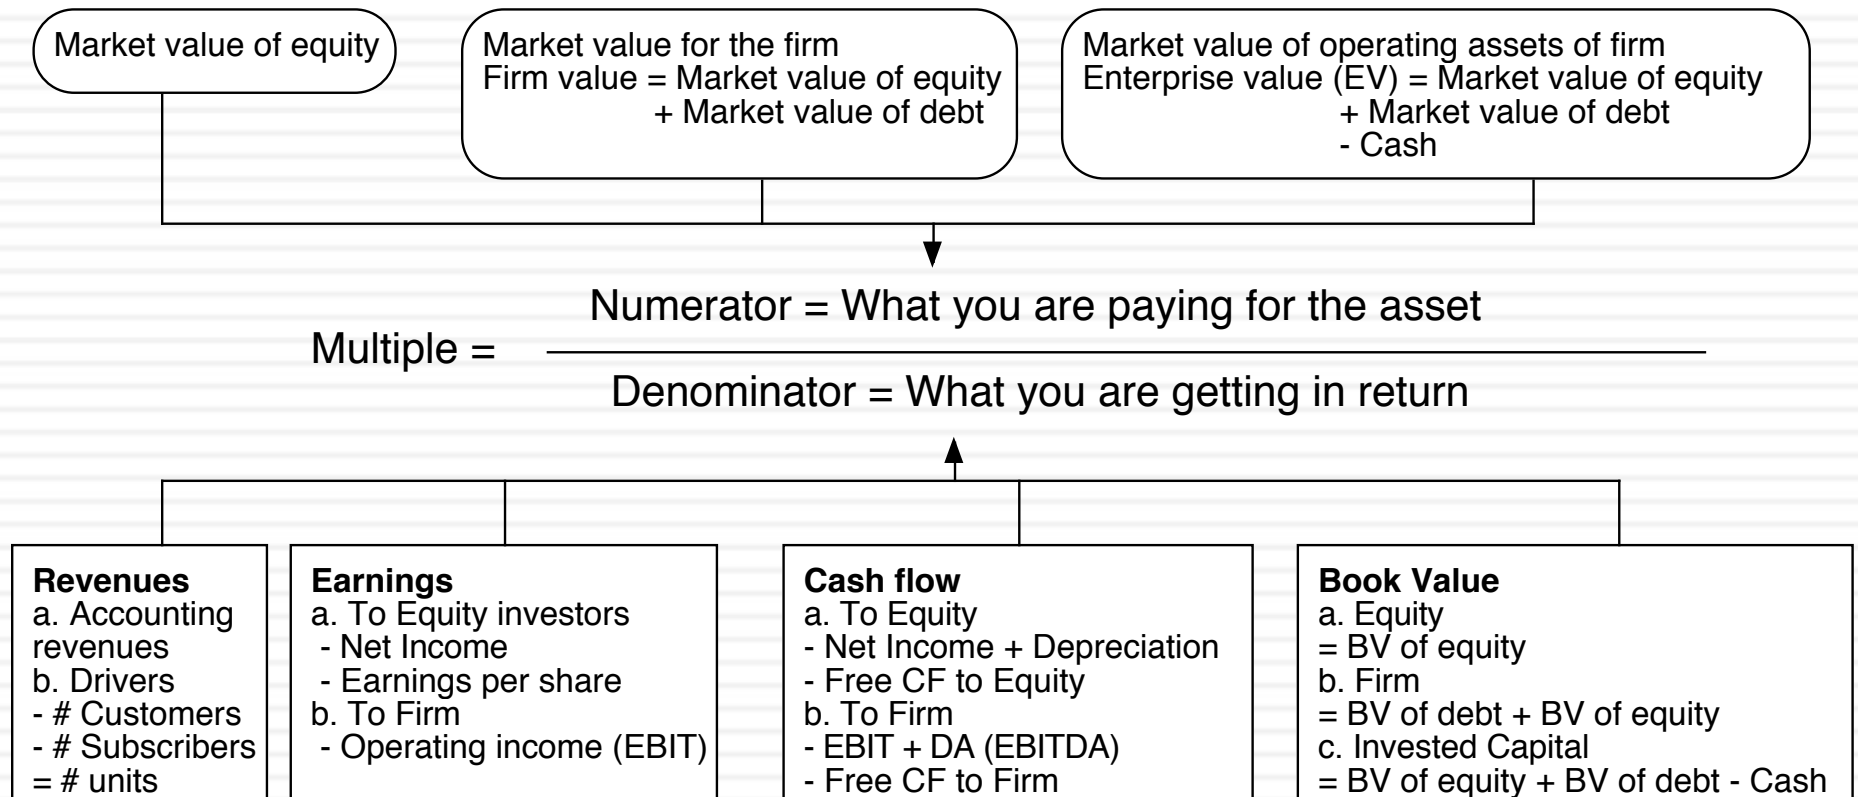 Market value of equity
Market value for the firm
Firm value = Market value of equity
+ Market value of debt
Market value of operating assets of firm
Enterprise value (EV) = Market value of equity
+ Market value of debt
- Cash
Numerator = What you are paying for the asset
Multiple =
Denominator = What you are getting in return
Revenues
a. Accounting
revenues
b. Drivers
- # Customers
- # Subscribers
= # units
Earnings
a. To Equity investors
- Net Income
- Earnings per share
b. To Firm
- Operating income (EBIT)
Cash flow
a. To Equity
- Net Income + Depreciation
- Free CF to Equity
b. To Firm
- EBIT + DA (EBITDA)
- Free CF to Firm
Book Value
a. Equity
= BV of equity
b. Firm
= BV of debt + BV of equity
c. Invested Capital
= BV of equity + BV of debt - Cash